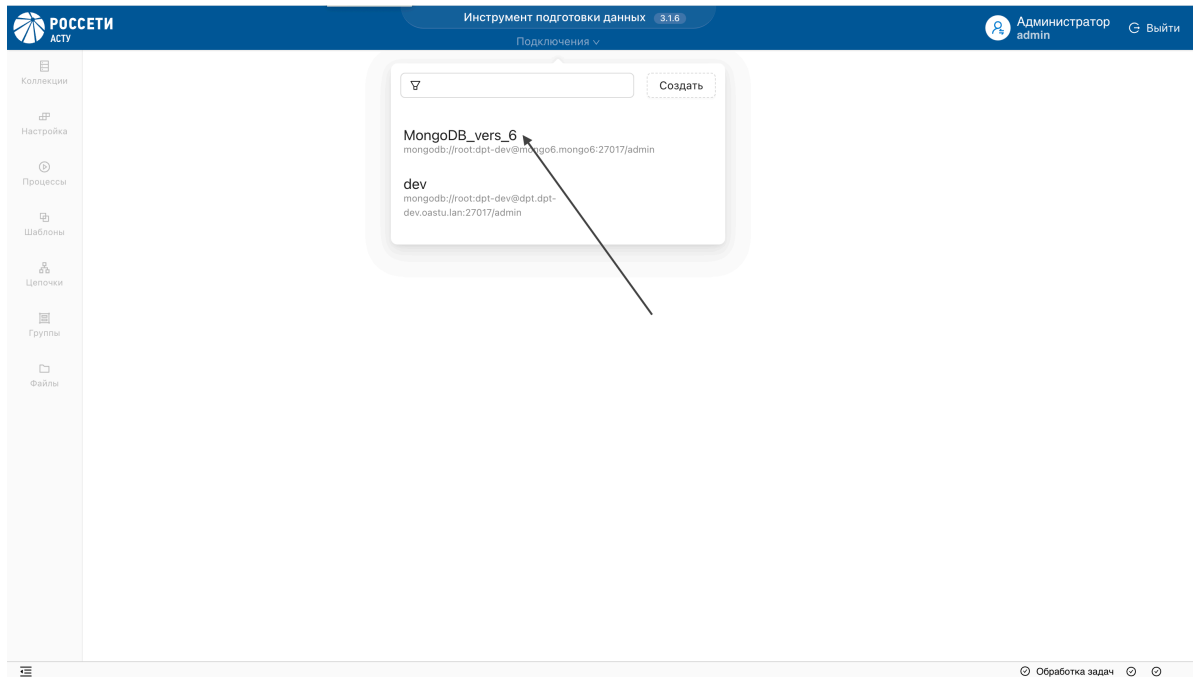 РОССЕТИ
АСТУ
Инструмент подготовки данных 3.1.6
Подключения
Администратор
admin
Выйти
Коллекции
Настройка
Процессы
Шаблоны
Цепочки
Группы
Файлы
Создать
MongoDB_vers_6
mongodb://root:dpt-dev@mongo6.mongo6:27017/admin
dev
mongodb://root:dpt-dev@dpt.dpt-
dev.oastu.lan:27017/admin
Обработка задач